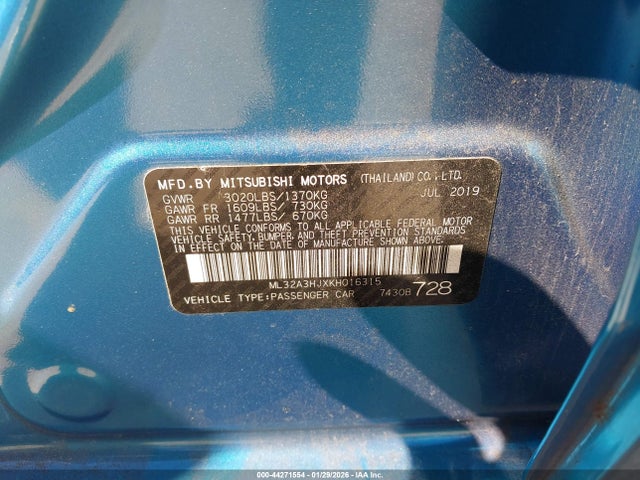 MFD.BY MITSUBISHI MOTORS (THAILAND)CO.,LTD.
GVWR 3020LBS/1370KG JUL 2019
GAWR FR 1609LBS/ 730KG
GAWR RR 1477LBS/ 670KG
THIS VEHICLE CONFORMS TO ALL APPLICABLE FEDERAL MOTOR
VEHICLE SAFETY,BUMPER,AND THEFT PREVENTION STANDARDS
IN EFFECT ON THE DATE OF MANUFACTURE SHOWN ABOVE.
ML32A3HJXKH016315
VEHICLE TYPE:PASSENGER CAR 7430B 728
000-44271554 | 01/29/2026 - IAA Inc. | Copart